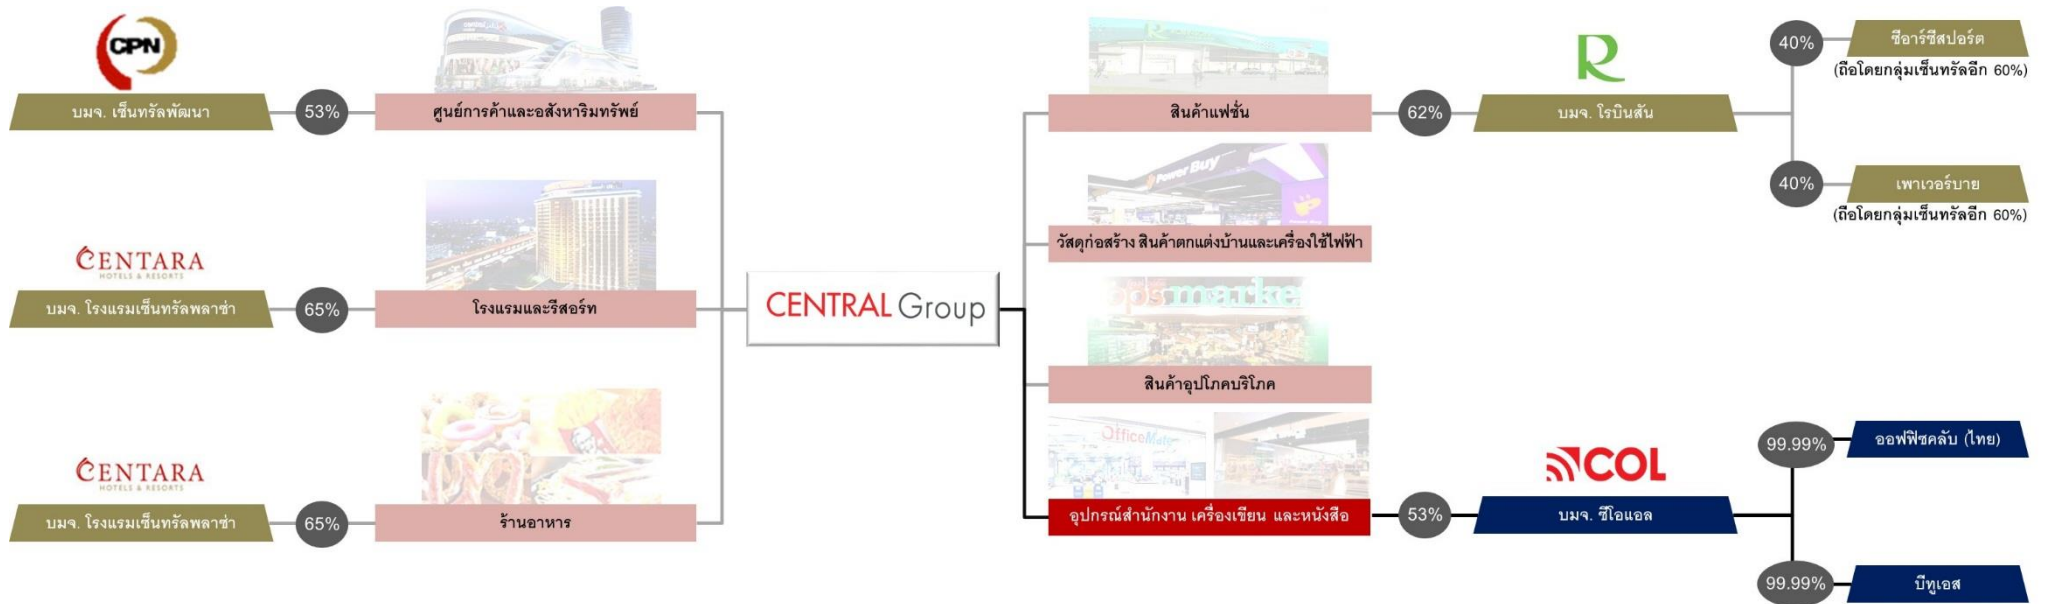 CPN
บมจ. เซ็นทรัลพัฒนา
53%
ศูนย์การค้าและอสังหาริมทรัพย์
CENTARA
HOTELS & RESORTS
บมจ. โรงแรมเซ็นทรัลพลาซ่า
65%
โรงแรมและรีสอร์ท
CENTARA
HOTELS & RESORTS
บมจ. โรงแรมเซ็นทรัลพลาซ่า
65%
KFC
ร้านอาหาร
CENTRAL Group
สินค้าแฟชั่น
62%
R
บมจ. โรบินสัน
40%
ซีอาร์ซีสปอร์ต
(ถือโดยกลุ่มเซ็นทรัลอีก 60%)
40%
เพาเวอร์บาย
(ถือโดยกลุ่มเซ็นทรัลอีก 60%)
Power Buy
วัสดุก่อสร้าง สินค้าตกแต่งบ้านและเครื่องใช้ไฟฟ้า
ops market
สินค้าอุปโภคบริโภค
OfficeMate
อุปกรณ์สำนักงาน เครื่องเขียน และหนังสือ
53%
COL
บมจ. ซีโอแอล
99.99%
ออฟฟิซคลับ (ไทย)
99.99%
บีทูเอส